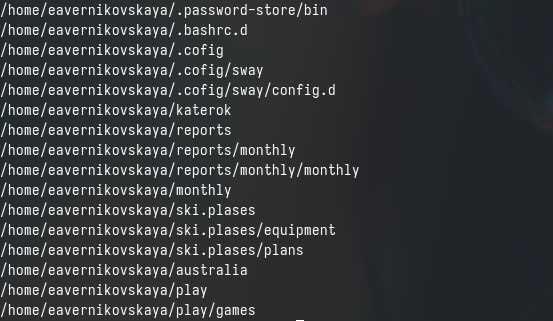 /home/eavernikovskaya/.password-store/bin
/home/eavernikovskaya/.bashrc.d
/home/eavernikovskaya/.cofig
/home/eavernikovskaya/.cofig/sway
/home/eavernikovskaya/.cofig/sway/config.d
/home/eavernikovskaya/katerok
/home/eavernikovskaya/reports
/home/eavernikovskaya/reports/monthly
/home/eavernikovskaya/reports/monthly/monthly
/home/eavernikovskaya/monthly
/home/eavernikovskaya/ski.plases
/home/eavernikovskaya/ski.plases/equipment
/home/eavernikovskaya/ski.plases/plans
/home/eavernikovskaya/australia
/home/eavernikovskaya/play
/home/eavernikovskaya/play/games